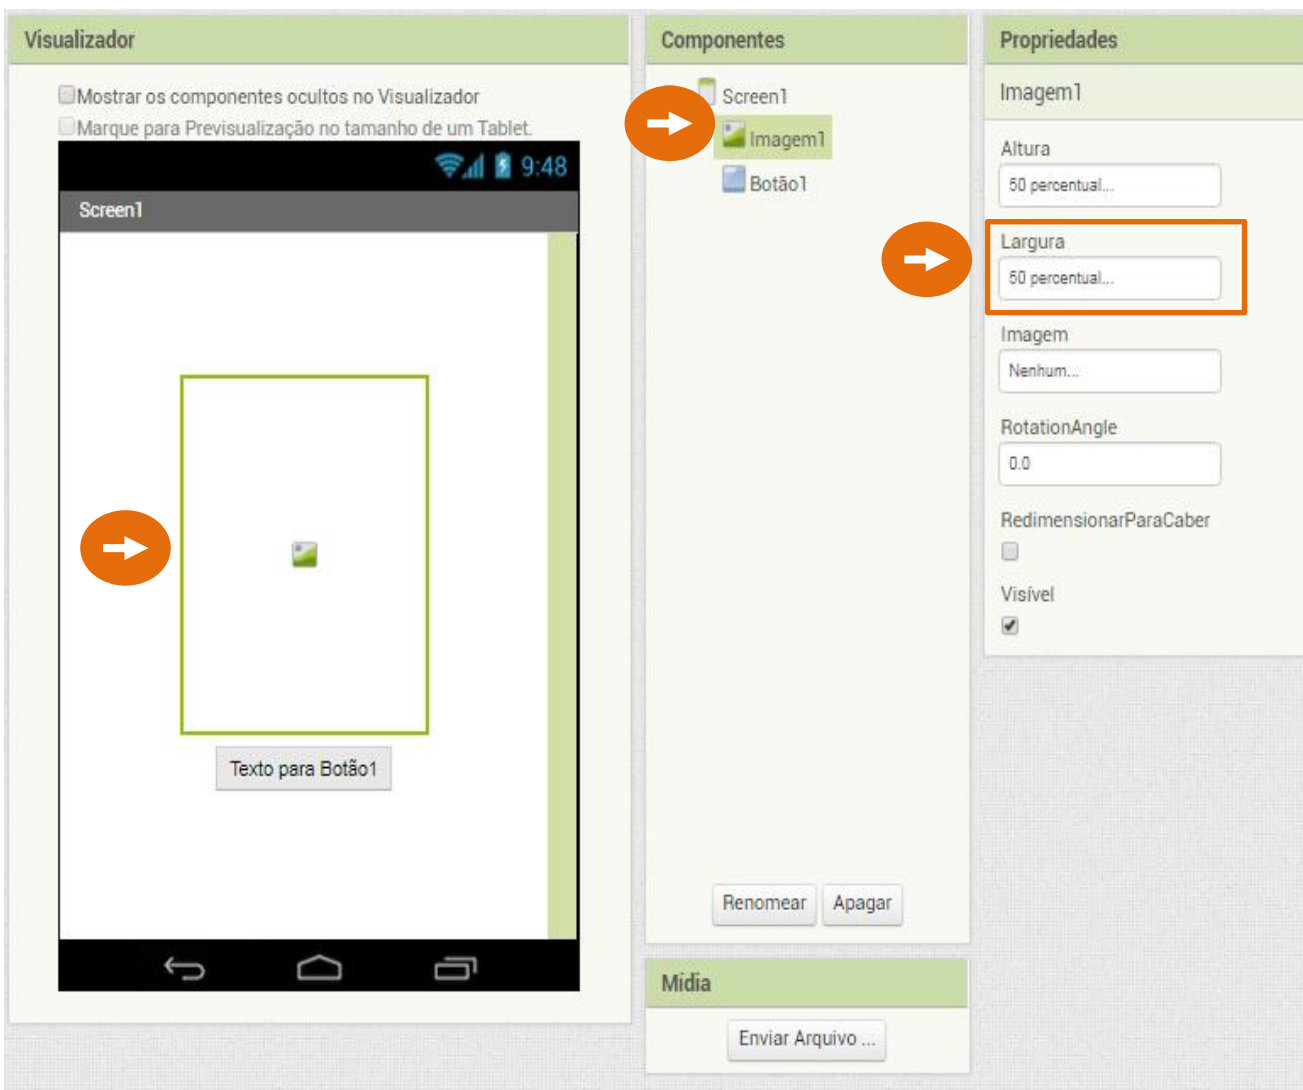 Visualizador
Mostrar os componentes ocultos no Visualizador
Marque para Previsualização no tamanho de um Tablet.
9:48
Screen1
Texto para Botão1
Componentes
Screen1
Imagem1
Botão1
Renomear Apagar
Mídia
Enviar Arquivo ...
Propriedades
Imagem1
Altura
50 percentual...
Largura
50 percentual...
Imagem
Nenhum...
RotationAngle
0.0
RedimensionarParaCaber
Visível